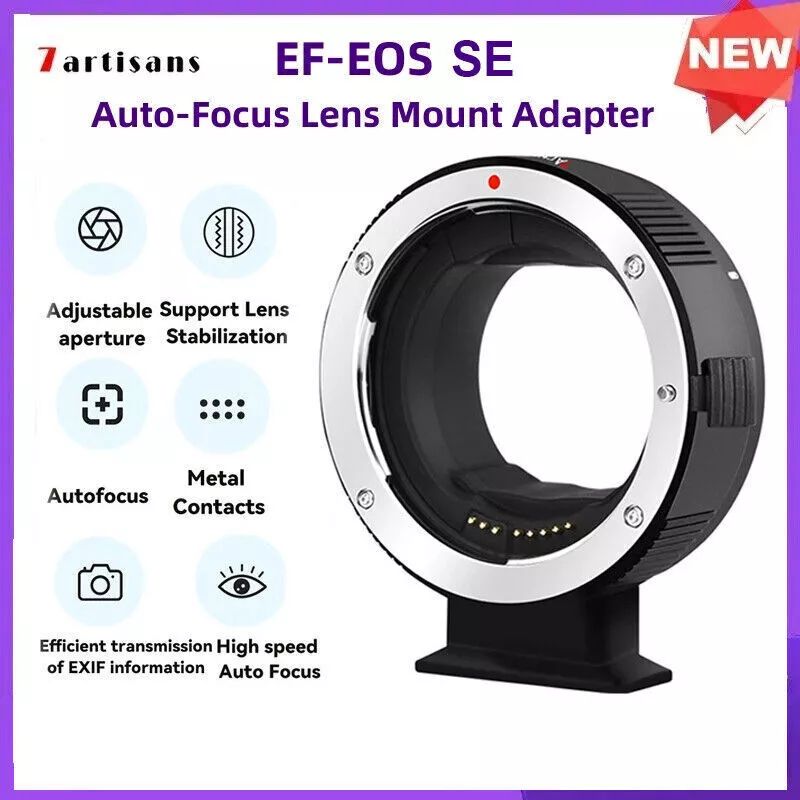 7artisans
EF-EOS SE
NEW
Auto-Focus Lens Mount Adapter
Adjustable
aperture
Support Lens
Stabilization
Autofocus
Metal
Contacts
Efficient transmission
of EXIF information
High speed
Auto Focus